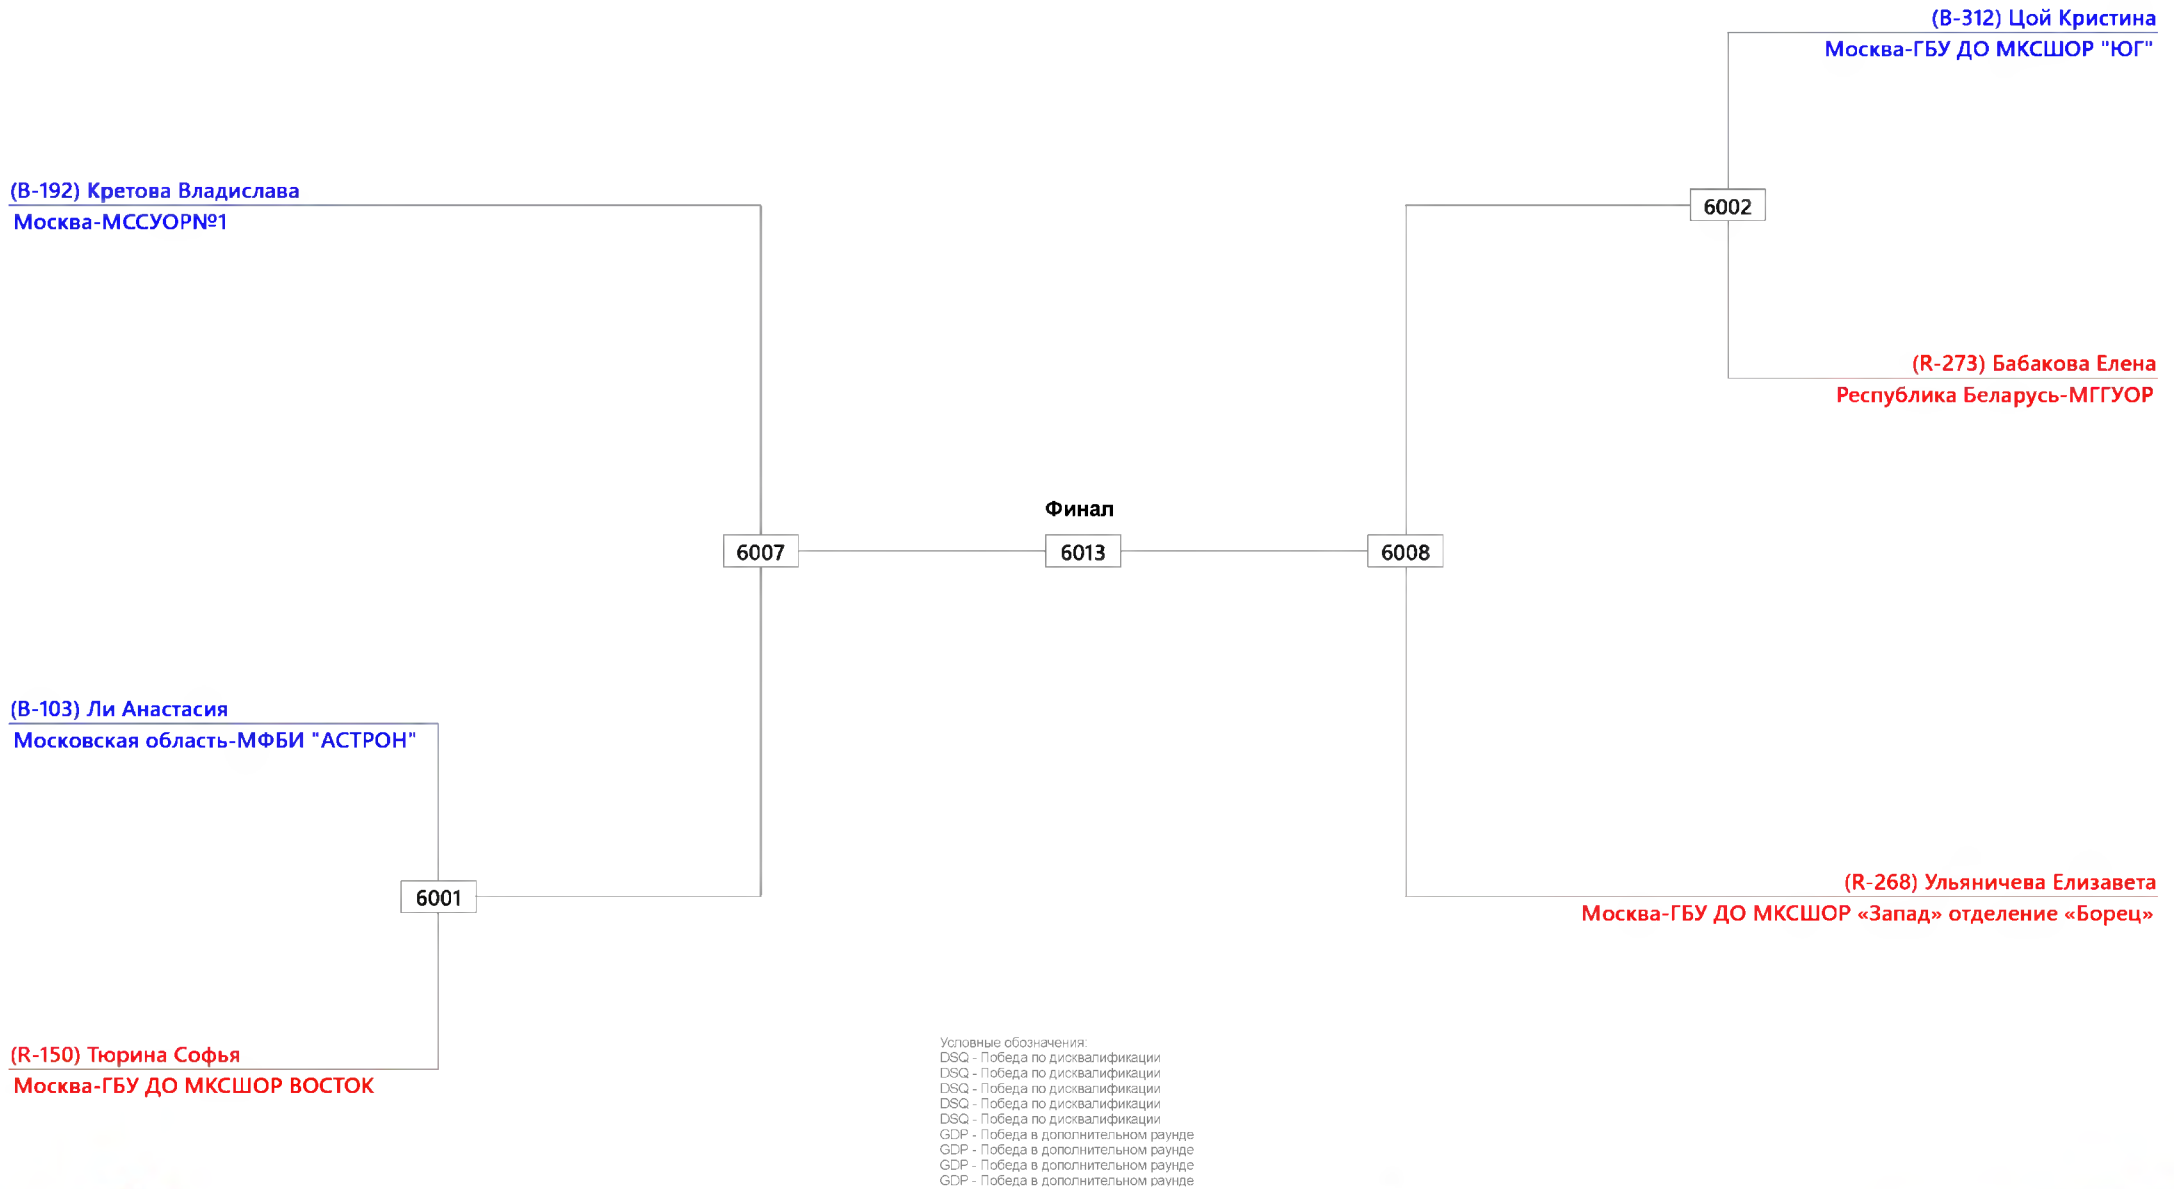 (B-312) Цой Кристина
Москва-ГБУ ДО МКСШОР "ЮГ"
(B-192) Кретова Владислава
Москва-МССУОР№1
6002
(R-273) Бабакова Елена
Республика Беларусь-МГГУОР
Финал
6007
6013
6008
(B-103) Ли Анастасия
Московская область-МФБИ "АСТРОН"
6001
(R-268) Ульяничева Елизавета
Москва-ГБУ ДО МКСШОР «Запад» отделение «Борец»
(R-150) Тюрина Софья
Москва-ГБУ ДО МКСШОР ВОСТОК
Условные обозначения:
DSQ - Победа по дисквалификации
DSQ - Победа по дисквалификации
DSQ - Победа по дисквалификации
DSQ - Победа по дисквалификации
DSQ - Победа по дисквалификации
GDP - Победа в дополнительном раунде
GDP - Победа в дополнительном раунде
GDP - Победа в дополнительном раунде
GDP - Победа в дополнительном раунде